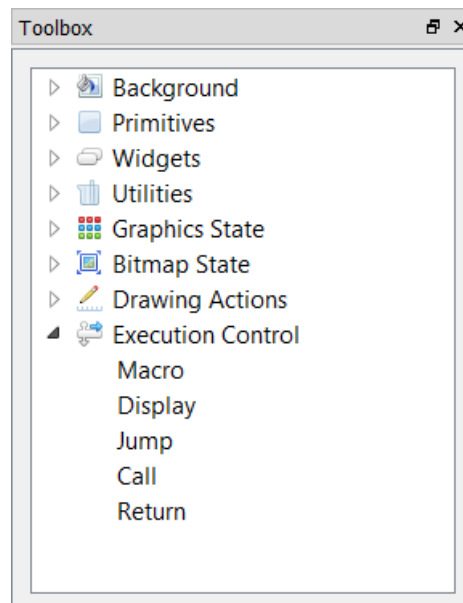 Toolbox
Background
Primitives
Widgets
Utilities
Graphics State
Bitmap State
Drawing Actions
Execution Control
Macro
Display
Jump
Call
Return